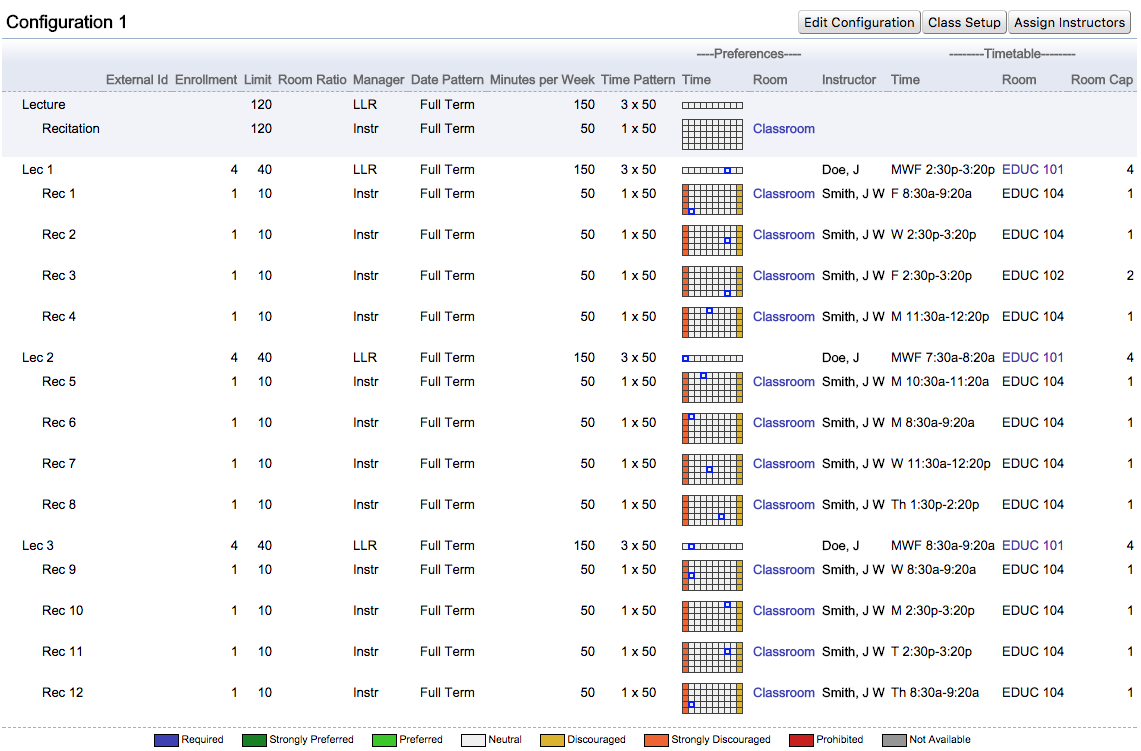 Configuration 1 Edit Configuration Class Setup Assign Instructors
----Preferences---- --------Timetable--------
External Id Enrollment Limit Room Ratio Manager Date Pattern Minutes per Week Time Pattern Time Room Instructor Time Room Room Cap
Lecture 120 LLR Full Term 150 3 x 50
Recitation 120 Instr Full Term 50 1 x 50 Classroom
Lec 1 4 40 LLR Full Term 150 3 x 50 Doe, J MWF 2:30p-3:20p EDUC 101 4
Rec 1 1 10 Instr Full Term 50 1 x 50 Classroom Smith, J W F 8:30a-9:20a EDUC 104 1
Rec 2 1 10 Instr Full Term 50 1 x 50 Classroom Smith, J W W 2:30p-3:20p EDUC 104 1
Rec 3 1 10 Instr Full Term 50 1 x 50 Classroom Smith, J W F 2:30p-3:20p EDUC 102 2
Rec 4 1 10 Instr Full Term 50 1 x 50 Classroom Smith, J W M 11:30a-12:20p EDUC 104 1
Lec 2 4 40 LLR Full Term 150 3 x 50 Doe, J MWF 7:30a-8:20a EDUC 101 4
Rec 5 1 10 Instr Full Term 50 1 x 50 Classroom Smith, J W M 10:30a-11:20a EDUC 104 1
Rec 6 1 10 Instr Full Term 50 1 x 50 Classroom Smith, J W M 8:30a-9:20a EDUC 104 1
Rec 7 1 10 Instr Full Term 50 1 x 50 Classroom Smith, J W W 11:30a-12:20p EDUC 104 1
Rec 8 1 10 Instr Full Term 50 1 x 50 Classroom Smith, J W Th 1:30p-2:20p EDUC 104 1
Lec 3 4 40 LLR Full Term 150 3 x 50 Doe, J MWF 8:30a-9:20a EDUC 101 4
Rec 9 1 10 Instr Full Term 50 1 x 50 Classroom Smith, J W W 8:30a-9:20a EDUC 104 1
Rec 10 1 10 Instr Full Term 50 1 x 50 Classroom Smith, J W M 2:30p-3:20p EDUC 104 1
Rec 11 1 10 Instr Full Term 50 1 x 50 Classroom Smith, J W T 2:30p-3:20p EDUC 104 1
Rec 12 1 10 Instr Full Term 50 1 x 50 Classroom Smith, J W Th 8:30a-9:20a EDUC 104 1
Required Strongly Preferred Preferred Neutral Discouraged Strongly Discouraged Prohibited Not Available